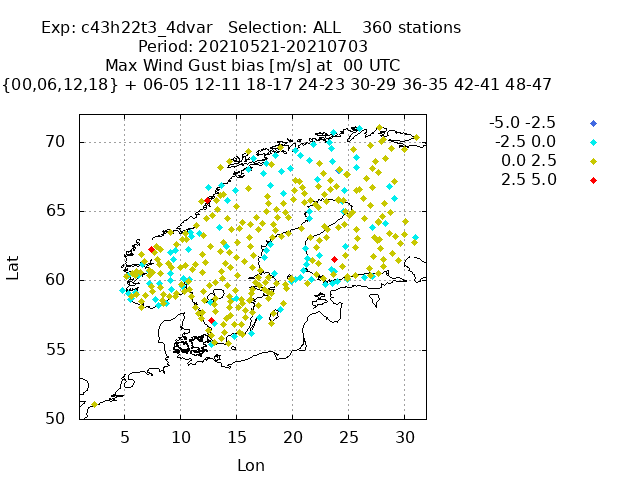 Exp: c43h22t3_4dvar   Selection: ALL    360 stations
Period: 20210521-20210703
Max Wind Gust bias [m/s] at  00 UTC
{00,06,12,18} + 06-05 12-11 18-17 24-23 30-29 36-35 42-41 48-47
-5.0 -2.5
-2.5 0.0
0.0 2.5
2.5 5.0
70
65
60
55
50
Lat
5 10 15 20 25 30
Lon